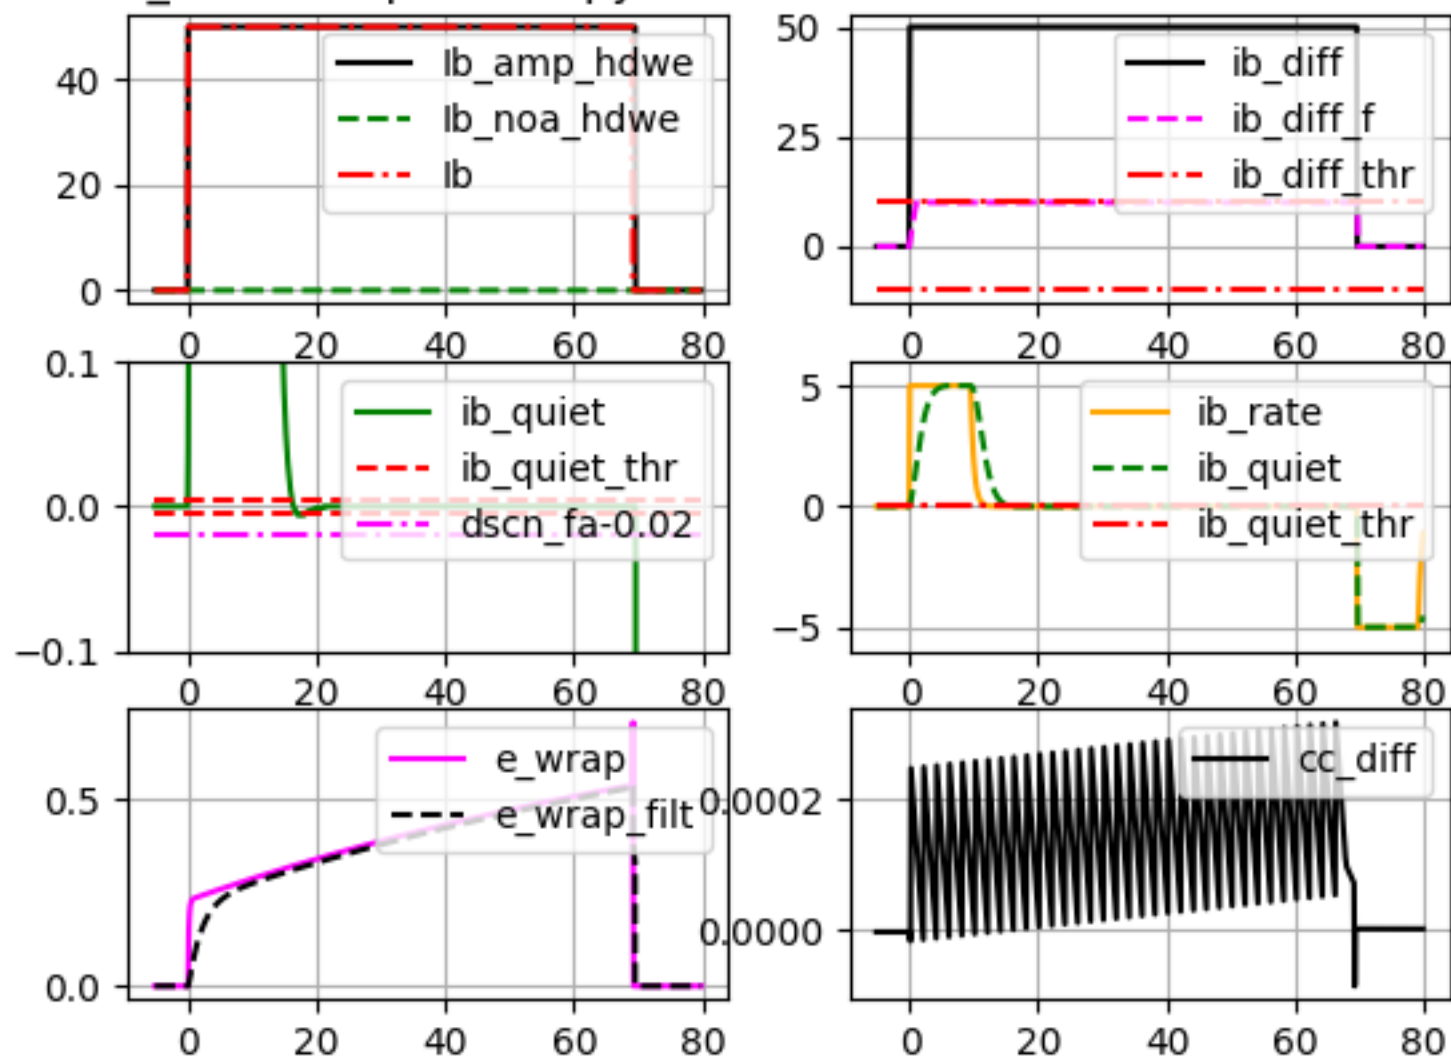 40
20
0
0 20 40 60 80
Ib_amp_hdwe
Ib_noa_hdwe
Ib
50
25
0
0 20 40 60 80
ib_diff
ib_diff_f
ib_diff_thr
0.1
0.0
−0.1
0 20 40 60 80
ib_quiet
ib_quiet_thr
dscn_fa-0.02
5
0
−5
0 20 40 60 80
ib_rate
ib_quiet
ib_quiet_thr
0.5
0.0
0 20 40 60 80
e_wrap
e_wrap_filt
0.0002
0.0000
0 20 40 60 80
cc_diff